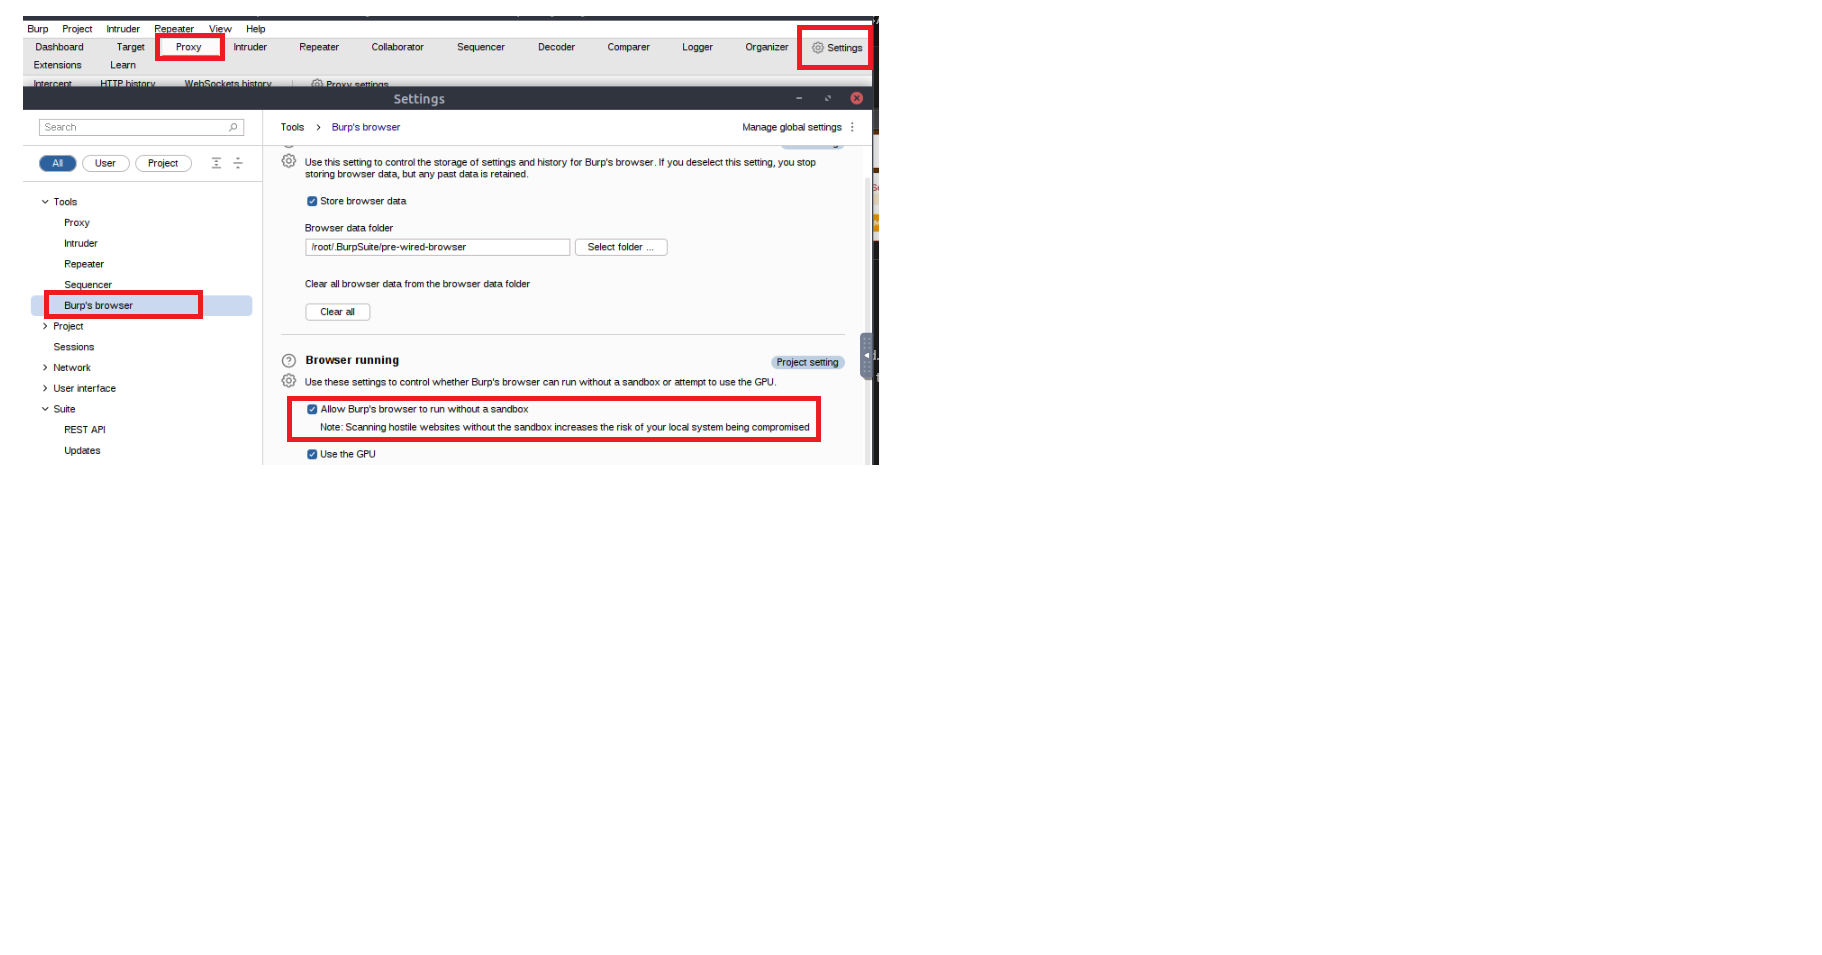 Burp Project Intruder Repeater View Help
Dashboard Target Proxy Intruder Repeater Collaborator Sequencer Decoder Comparer Logger Organizer Settings
Extensions Learn
Intercept HTTP history WebSockets history Proxy settings
Settings
Search
Tools > Burp's browser
Manage global settings
All User Project
Use this setting to control the storage of settings and history for Burp's browser. If you deselect this setting, you stop
storing browser data, but any past data is retained.
Tools
Proxy
Intruder
Repeater
Sequencer
Burp's browser
Project
Sessions
Network
User interface
Suite
REST API
Updates
Store browser data
Browser data folder
/root/.BurpSuite/pre-wired-browser
Select folder ...
Clear all browser data from the browser data folder
Clear all
Browser running
Project setting
Use these settings to control whether Burp's browser can run without a sandbox or attempt to use the GPU.
Allow Burp's browser to run without a sandbox
Note: Scanning hostile websites without the sandbox increases the risk of your local system being compromised
Use the GPU